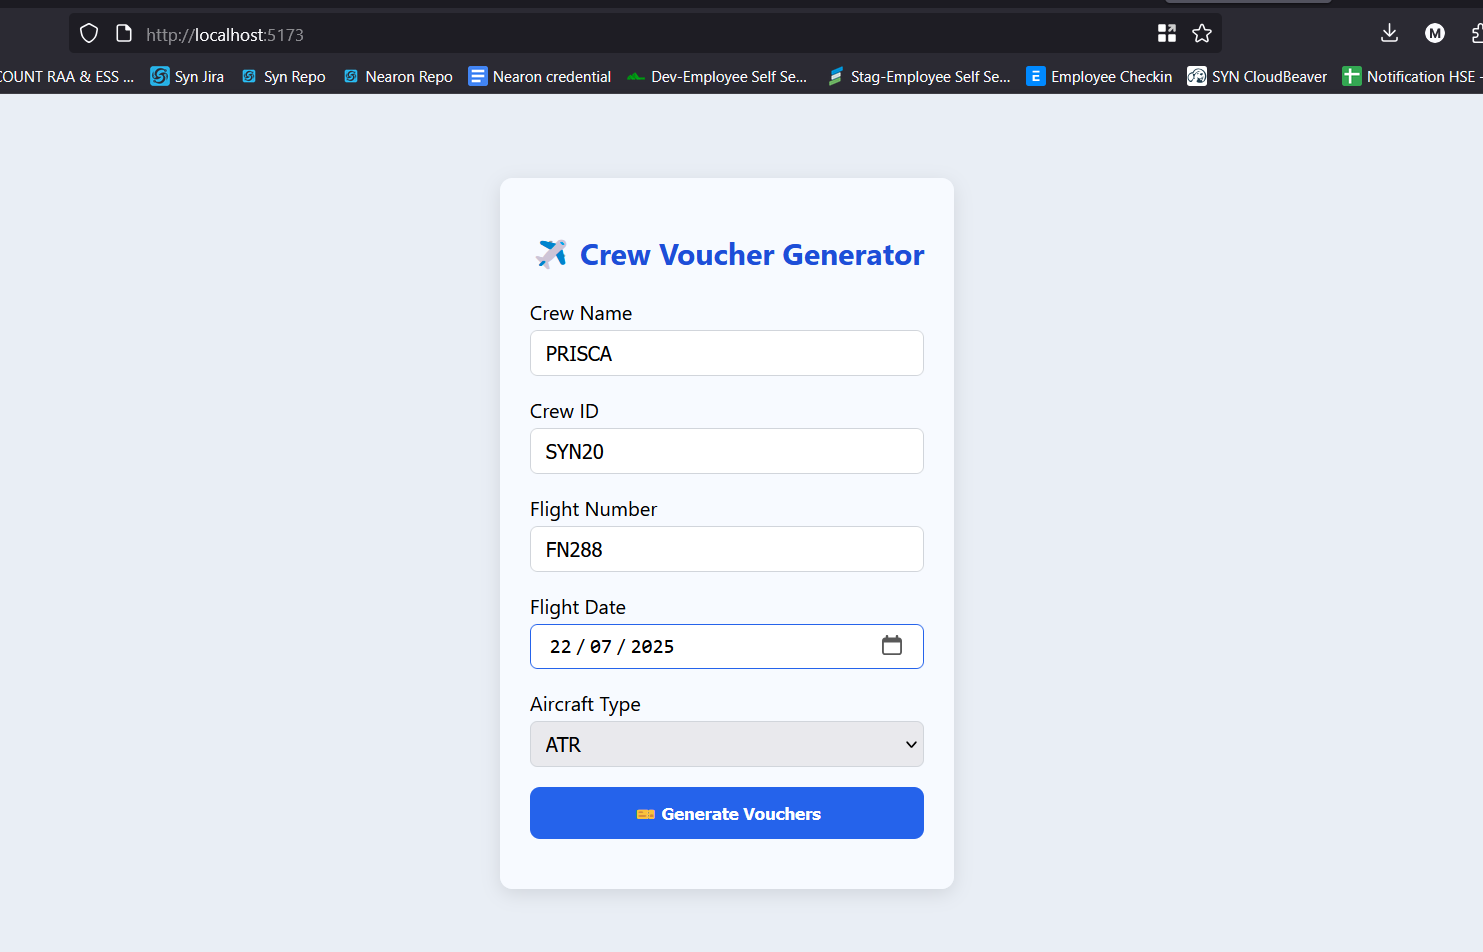 http://localhost:5173
M
COUNT RAA & ESS ... Syn Jira Syn Repo Nearon Repo Nearon credential Dev-Employee Self Se... Stag-Employee Self Se... E Employee Checkin SYN CloudBeaver Notification HSE -
Crew Voucher Generator
Crew Name
PRISCA
Crew ID
SYN20
Flight Number
FN288
Flight Date
22 / 07 / 2025
Aircraft Type
ATR
🎫 Generate Vouchers